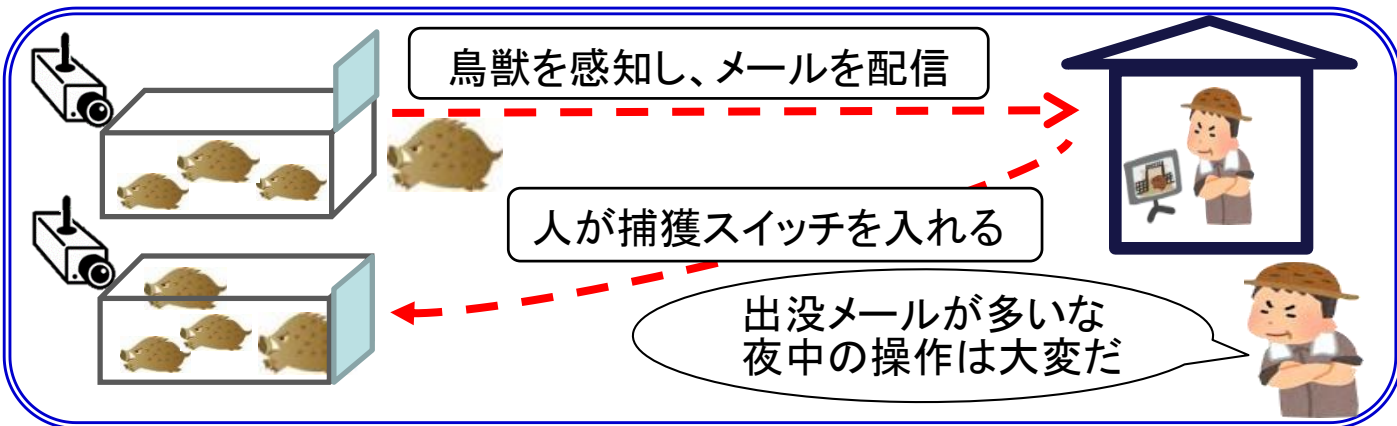 鳥獣を感知し、メールを配信
人が捕獲スイッチを入れる
出没メールが多いな
夜中の操作は大変だ